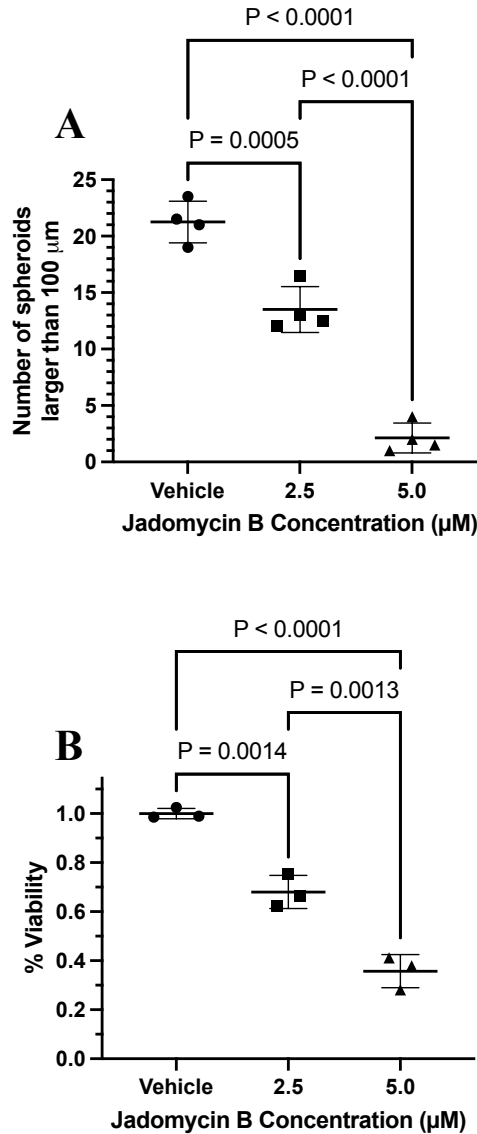 P < 0.0001
P < 0.0001
A
P = 0.0005
25
20
15
10
5
0
Number of spheroids
larger than 100 μm
Vehicle 2.5 5.0
Jadomycin B Concentration (μM)
P < 0.0001
P = 0.0013
B
P = 0.0014
1.0
0.8
0.6
0.4
0.2
0.0
% Viability
Vehicle 2.5 5.0
Jadomycin B Concentration (μM)